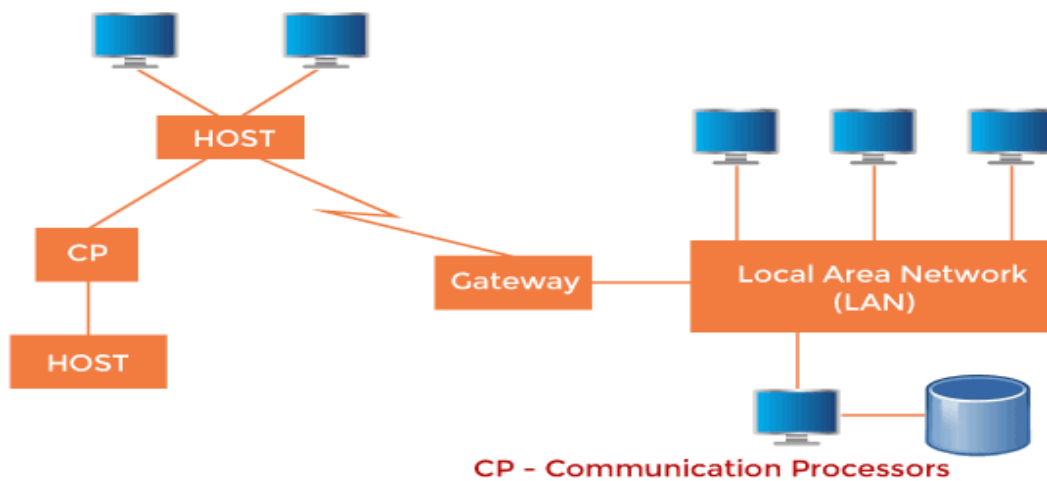 HOST
CP
HOST
Gateway
Local Area Network
(LAN)
CP - Communication Processors